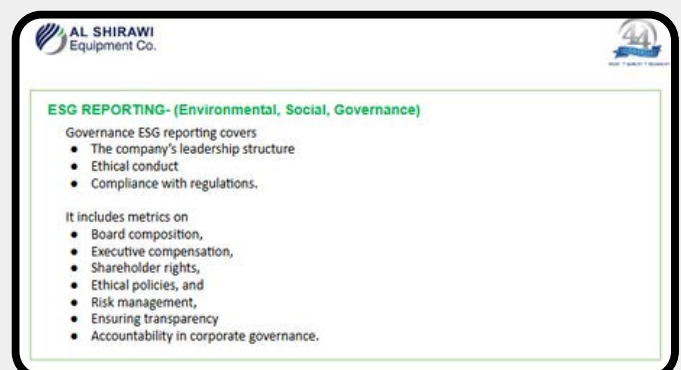 AL SHIRAWI
Equipment Co.
44
ESG REPORTING- (Environmental, Social, Governance)
Governance ESG reporting covers
● The company's leadership structure
● Ethical conduct
● Compliance with regulations.
It includes metrics on
● Board composition,
● Executive compensation,
● Shareholder rights,
● Ethical policies, and
● Risk management,
● Ensuring transparency
● Accountability in corporate governance.